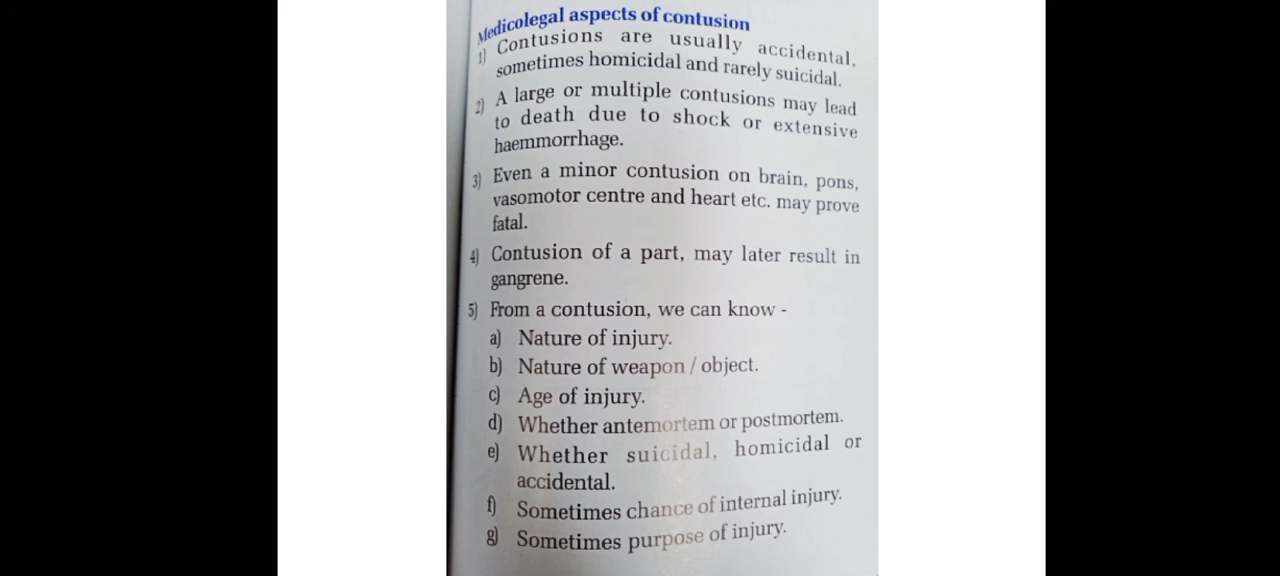 Medicolegal aspects of contusion
1) Contusions are usually accidental,
sometimes homicidal and rarely suicidal.
2) A large or multiple contusions may lead
to death due to shock or extensive
haemmorrhage.
3) Even a minor contusion on brain, pons,
vasomotor centre and heart etc. may prove
fatal.
4) Contusion of a part, may later result in
gangrene.
5) From a contusion, we can know -
a) Nature of injury.
b) Nature of weapon / object.
c) Age of injury.
d) Whether antemortem or postmortem.
e) Whether suicidal, homicidal or
accidental.
f) Sometimes chance of internal injury.
g) Sometimes purpose of injury.